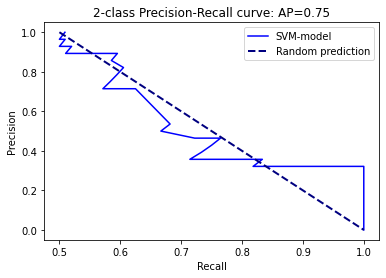 2-class Precision-Recall curve: AP=0.75
SVM-model
Random prediction
Precision
1.0
0.8
0.6
0.4
0.2
0.0
0.5
0.6
0.7
0.8
0.9
1.0
Recall